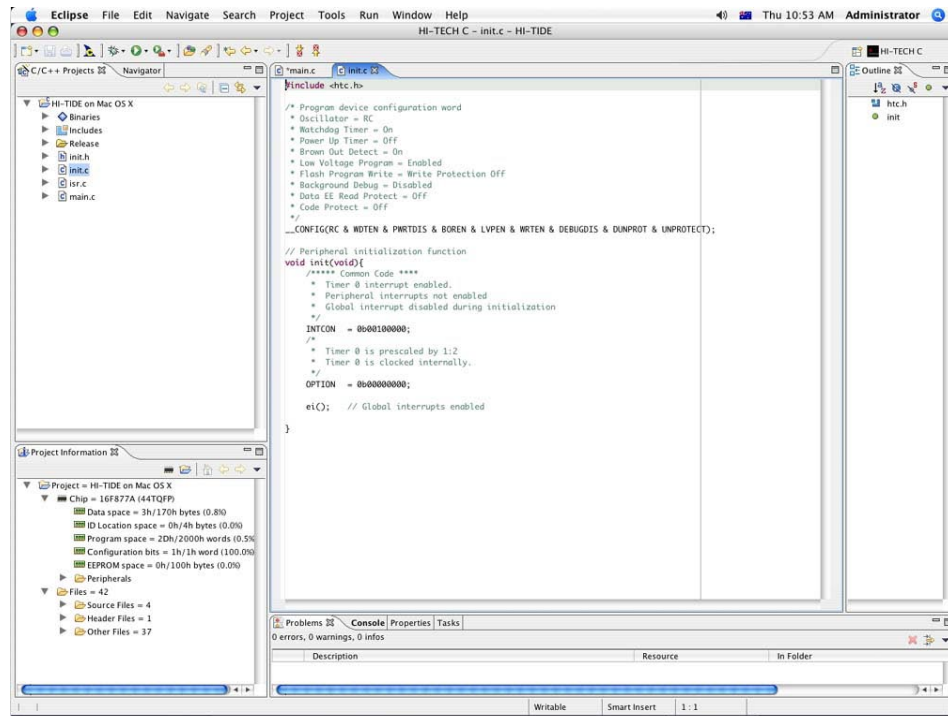 Eclipse File Edit Navigate Search Project Tools Run Window Help Thu 10:53 AM Administrator
HI-TECH C - init.c - HI-TIDE
HI-TECH C
C/C++ Projects Navigator
HI-TIDE on Mac OS X
Binaries
Includes
Release
init.h
init.c
isr.c
main.c
*main.c init.c
#include <htc.h>
/* Program device configuration word
* Oscillator = RC
* Watchdog Timer = On
* Power Up Timer = Off
* Brown Out Detect = On
* Low Voltage Program = Enabled
* Flash Program Write = Write Protection Off
* Background Debug = Disabled
* Data EE Read Protect = Off
* Code Protect = Off
*/
__CONFIG(RC & WDTEN & PWRTDIS & BOREN & LVPEN & WRTEN & DEBUGDIS & DUNPROT & UNPROTECT);
// Peripheral initialization function
void init(void){
/***** Common Code ****
* Timer 0 interrupt enabled.
* Peripheral interrupts not enabled
* Global interrupt disabled during initialization
*/
INTCON = 0b00100000;
/*
* Timer 0 is prescaled by 1:2
* Timer 0 is clocked internally.
*/
OPTION = 0b00000000;
ei(); // Global interrupts enabled
}
Outline
htc.h
init
Project Information
Project = HI-TIDE on Mac OS X
Chip = 16F877A (44TQFP)
Data space = 3h/170h bytes (0.8%)
ID Location space = 0h/4h bytes (0.0%)
Program space = 2Dh/2000h words (0.5%
Configuration bits = 1h/1h word (100.0%
EEPROM space = 0h/100h bytes (0.0%)
Peripherals
Files = 42
Source Files = 4
Header Files = 1
Other Files = 37
Problems Console Properties Tasks
0 errors, 0 warnings, 0 infos
Description Resource In Folder
Writable Smart Insert 1 : 1